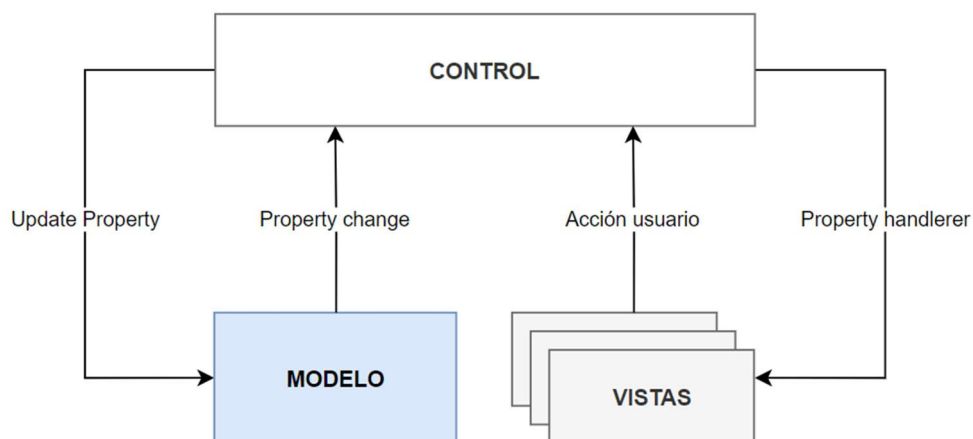 CONTROL
Update Property
Property change
Acción usuario
Property handlerer
MODELO
VISTAS